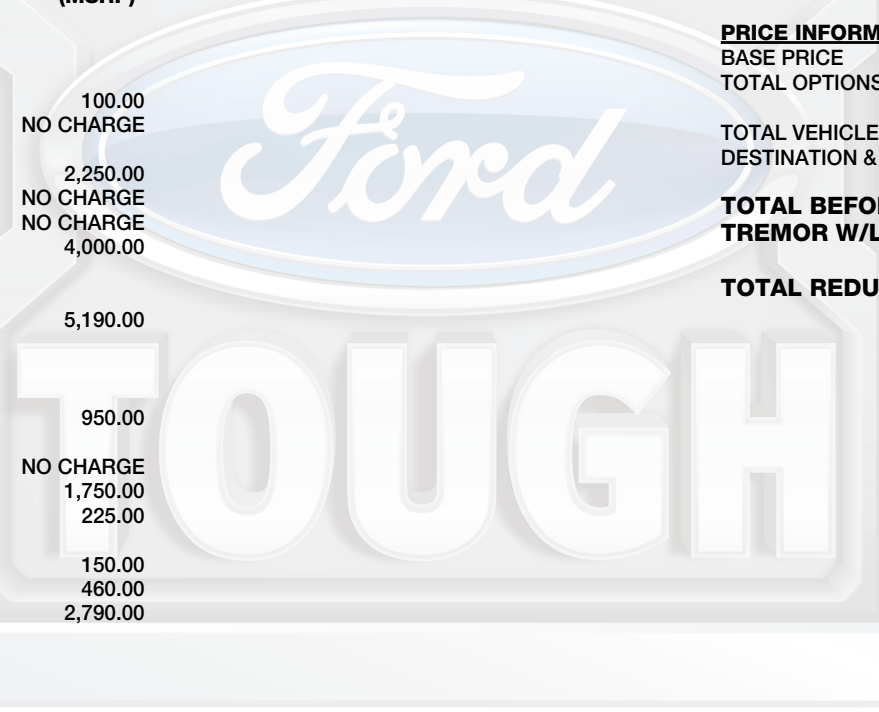 (MSRP)
100.00
NO CHARGE
2,250.00
NO CHARGE
NO CHARGE
4,000.00
5,190.00
950.00
NO CHARGE
1,750.00
225.00
150.00
460.00
2,790.00
PRICE INFORM
BASE PRICE
TOTAL OPTIONS
TOTAL VEHICLE
DESTINATION &
TOTAL BEFO
TREMOR W/L
TOTAL REDU
Ford
TOUGH